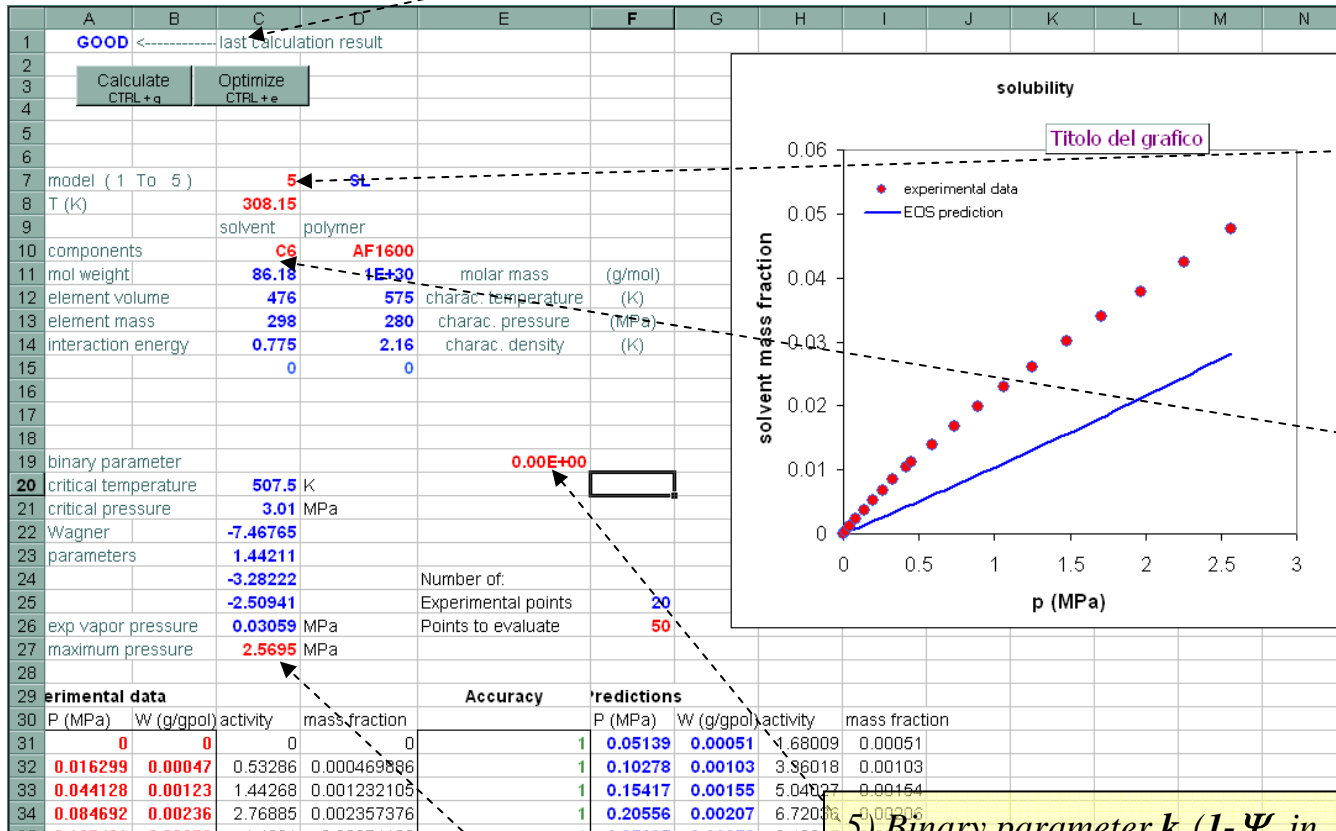 A B C D E F G H I J K L M N
1 GOOD <------------ last calculation result
2
3 Calculate CTRL + q Optimize CTRL + e
4
5
6
7 model ( 1 To 5 ) 5 SL
8 T (K) 308.15
9 solvent polymer
10 components C6 AF1600
11 mol weight 86.18 1E+30 molar mass (g/mol)
12 element volume 476 575 charac. temperature (K)
13 element mass 298 280 charac. pressure (MPa)
14 interaction energy 0.775 2.16 charac. density (K)
15 0 0
16
17
18
19 binary parameter 0.00E+00
20 critical temperature 507.5 K
21 critical pressure 3.01 MPa
22 Wagner -7.46765
23 parameters 1.44211
24 -3.28222 Number of:
25 -2.50941 Experimental points 20
26 exp vapor pressure 0.03059 MPa Points to evaluate 50
27 maximum pressure 2.5695 MPa
28
29 erimental data Accuracy Predictions
30 P (MPa) W (g/gpol) activity mass fraction P (MPa) W (g/gpol) activity mass fraction
31 0 0 0 0 1 0.05139 0.00051 1.68009 0.00051
32 0.016299 0.00047 0.53286 0.000469886 1 0.10278 0.00103 3.36018 0.00103
33 0.044128 0.00123 1.44268 0.001232105 1 0.15417 0.00155 5.04027 0.00154
34 0.084692 0.00236 2.76885 0.002357376 1 0.20556 0.00207 6.72036 0.00206
solubility
Titolo del grafico
experimental data
EOS prediction
solvent mass fraction
0.06
0.05
0.04
0.03
0.02
0.01
0
0 0.5 1 1.5 2 2.5 3
p (MPa)
5) Binary parameter k (1-Ψ in